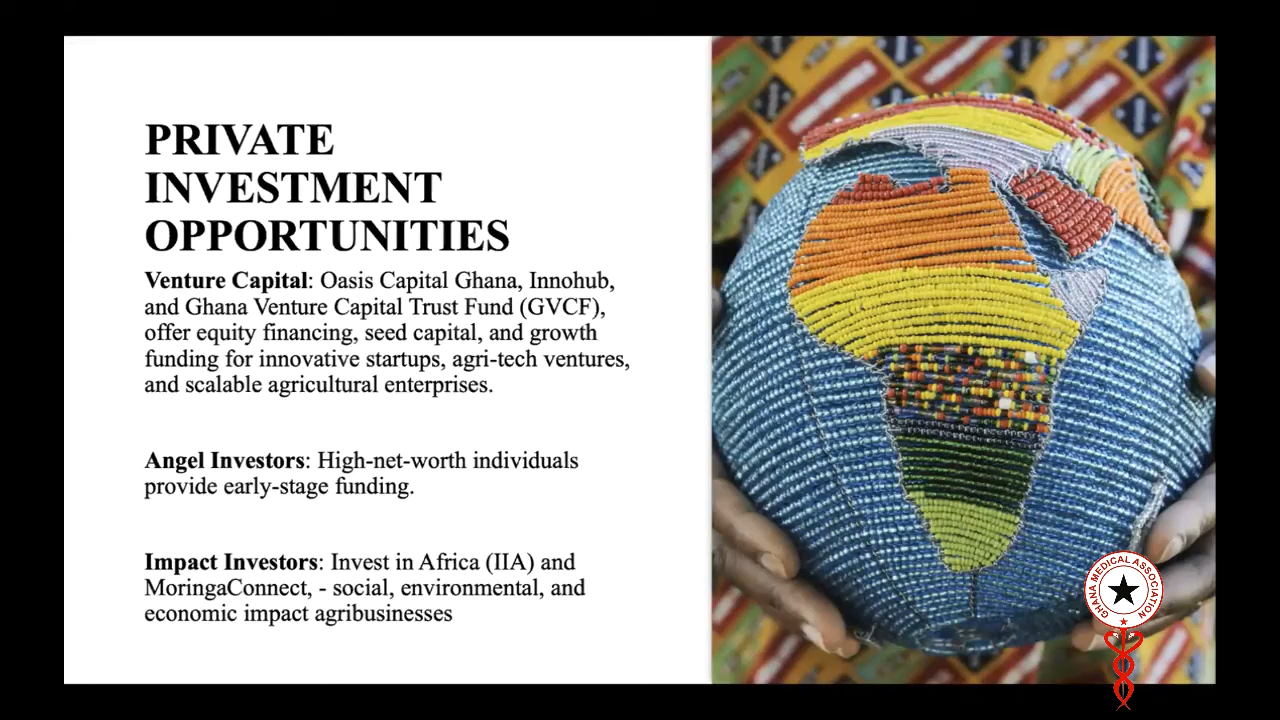 PRIVATE
INVESTMENT
OPPORTUNITIES
Venture Capital: Oasis Capital Ghana, Innohub,
and Ghana Venture Capital Trust Fund (GVCF),
offer equity financing, seed capital, and growth
funding for innovative startups, agri-tech ventures,
and scalable agricultural enterprises.
Angel Investors: High-net-worth individuals
provide early-stage funding.
Impact Investors: Invest in Africa (IIA) and
MoringaConnect, - social, environmental, and
economic impact agribusinesses
GHANA MEDICAL ASSOCIATION